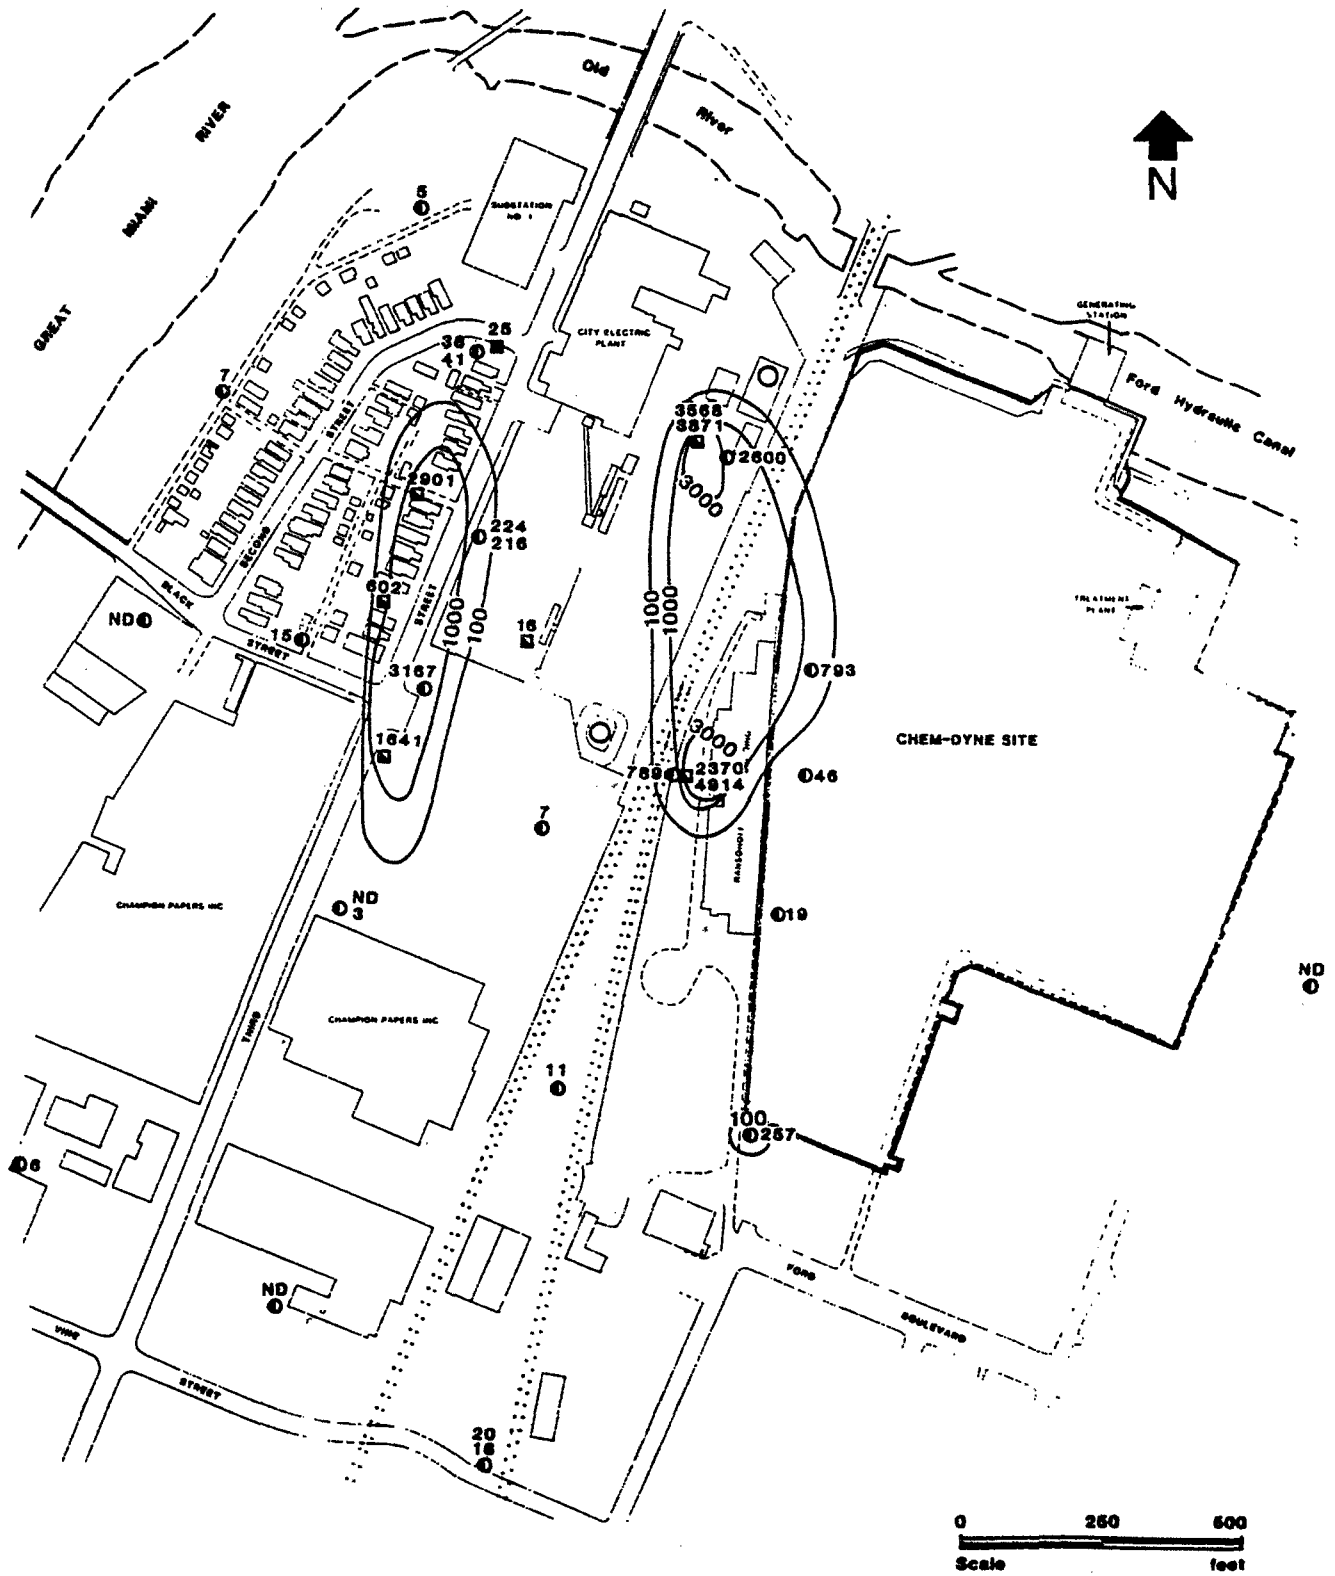 Old
River
RIVER
MIAMI
GREAT
N
5
SUBSTATION
NO 1
GENERATING
STATION
CITY ELECTRIC
PLANT
25
36
41
7
Ford Hydraulic Canal
3568
3871
2600
3000
STREET
2901
SECOND
224
216
602
BLACK
STREET
STREET
1000
100
100
1000
TREATMENT
PLANT
ND
15
16
793
3167
3000
CHEM-DYNE SITE
1641
789
2370
4914
46
7
RANSOHOFF
CHAMPION PAPERS INC
ND
3
19
ND
CHAMPION PAPERS INC
THIRD
11
100
257
6
FORD
BOULEVARD
ND
VINE
STREET
20
18
0 250 500
Scale feet